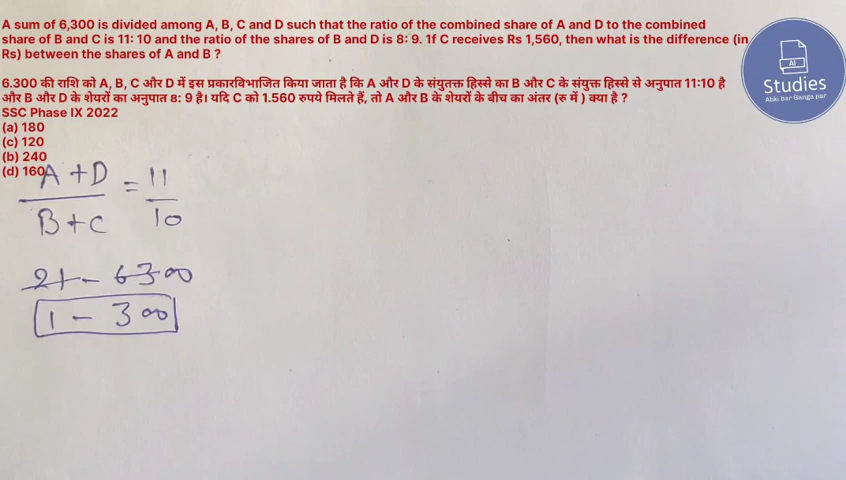 A sum of 6,300 is divided among A, B, C and D such that the ratio of the combined share of A and D to the combined
share of B and C is 11: 10 and the ratio of the shares of B and D is 8: 9. 1f C receives Rs 1,560, then what is the difference (in
Rs) between the shares of A and B ?
6.300 की राशि को A, B, C और D में इस प्रकारविभाजित किया जाता है कि A और D के संयुतक्त हिस्से का B और C के संयुक्त हिस्से से अनुपात 11:10 है
और B और D के शेयरों का अनुपात 8: 9 है। यदि C को 1.560 रुपये मिलते हैं, तो A और B के शेयरों के बीच का अंतर (रु में ) क्या है ?
SSC Phase IX 2022
(a) 180
(c) 120
(b) 240
(d) 160
A + D / B + C = 11 / 10
21 - 6300
1 - 300
AI
Studies
Abki bar Ganga par